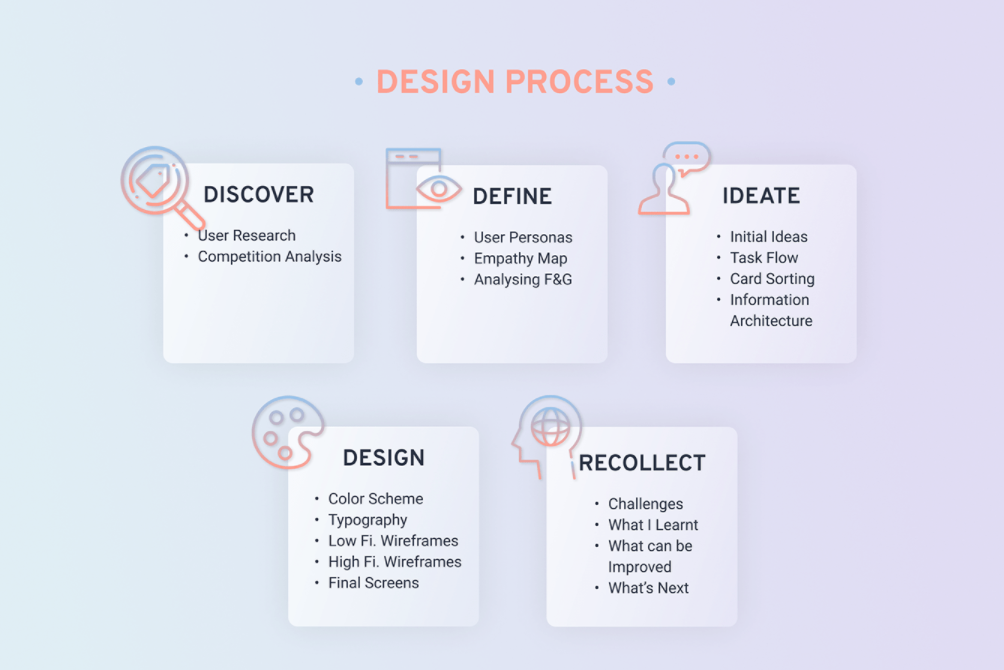 • DESIGN PROCESS •
DISCOVER
• User Research
• Competition Analysis
DEFINE
• User Personas
• Empathy Map
• Analysing F&G
IDEATE
• Initial Ideas
• Task Flow
• Card Sorting
• Information
Architecture
DESIGN
• Color Scheme
• Typography
• Low Fi. Wireframes
• High Fi. Wireframes
• Final Screens
RECOLLECT
• Challenges
• What I Learnt
• What can be
Improved
• What’s Next